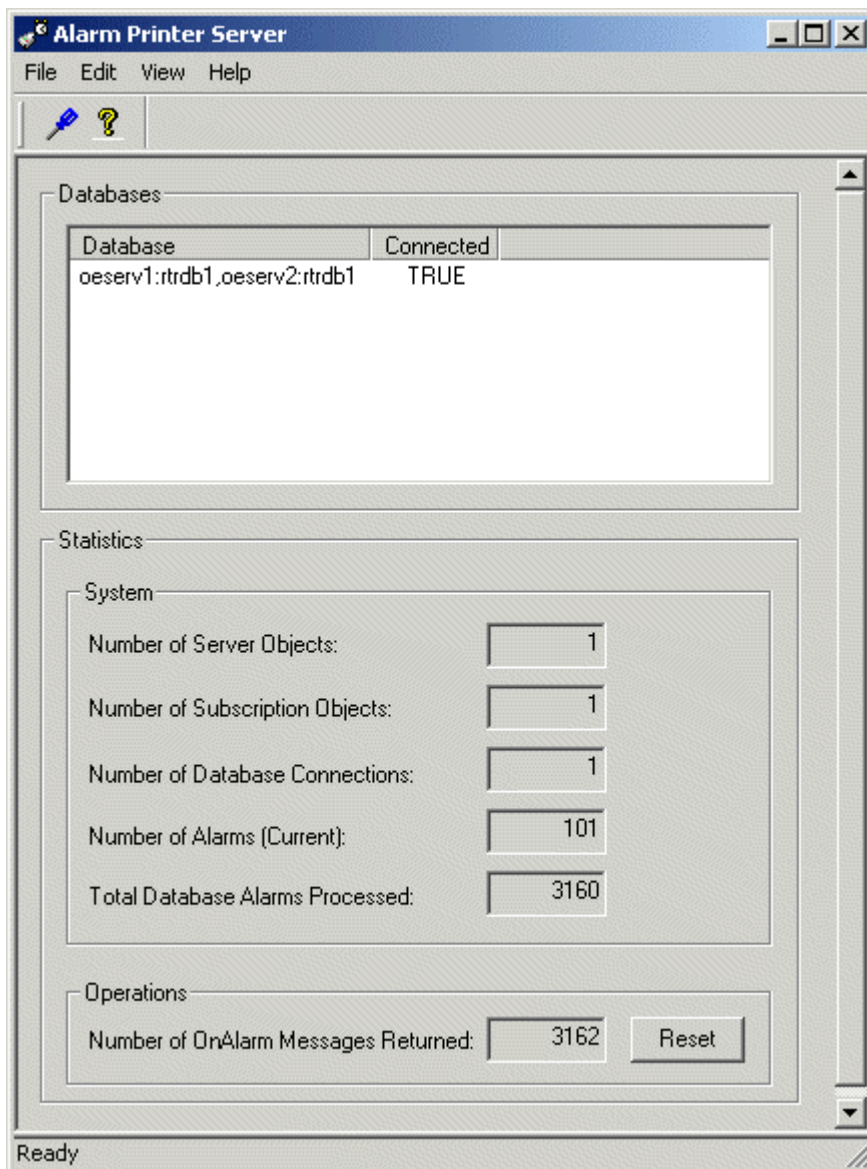 Alarm Printer Server
File Edit View Help
Databases
Database Connected
oeserv1:rtrdb1,oeserv2:rtrdb1 TRUE
Statistics
System
Number of Server Objects: 1
Number of Subscription Objects: 1
Number of Database Connections: 1
Number of Alarms (Current): 101
Total Database Alarms Processed: 3160
Operations
Number of OnAlarm Messages Returned: 3162 Reset
Ready